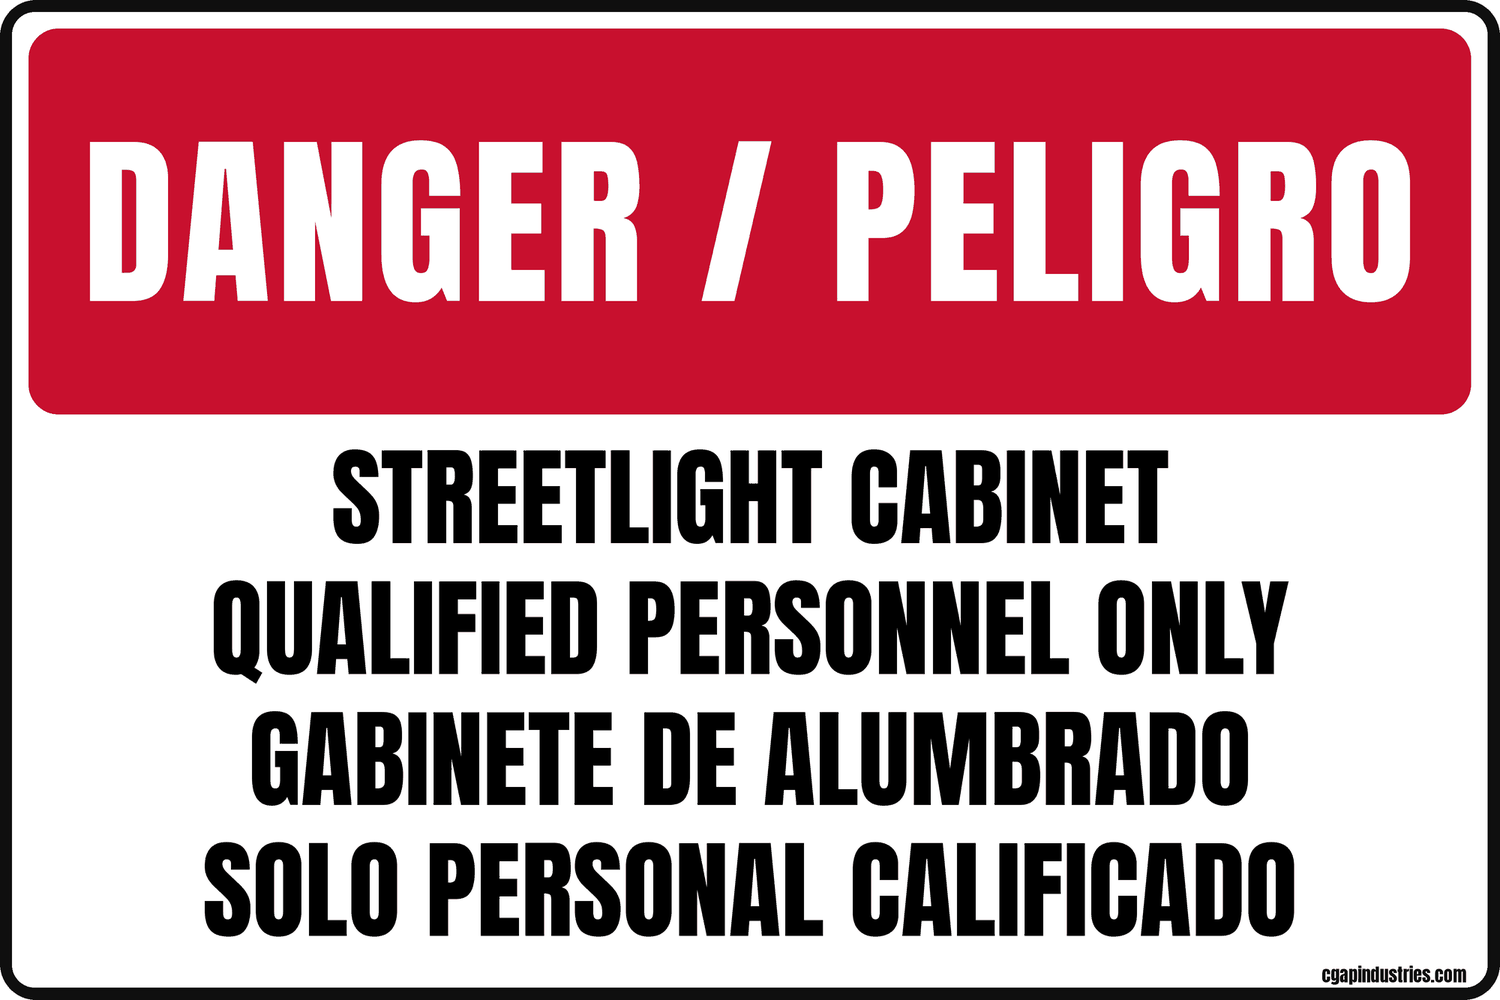 DANGER / PELIGRO
STREETLIGHT CABINET
QUALIFIED PERSONNEL ONLY
GABINETE DE ALUMBRADO
SOLO PERSONAL CALIFICADO
cgapindustries.com